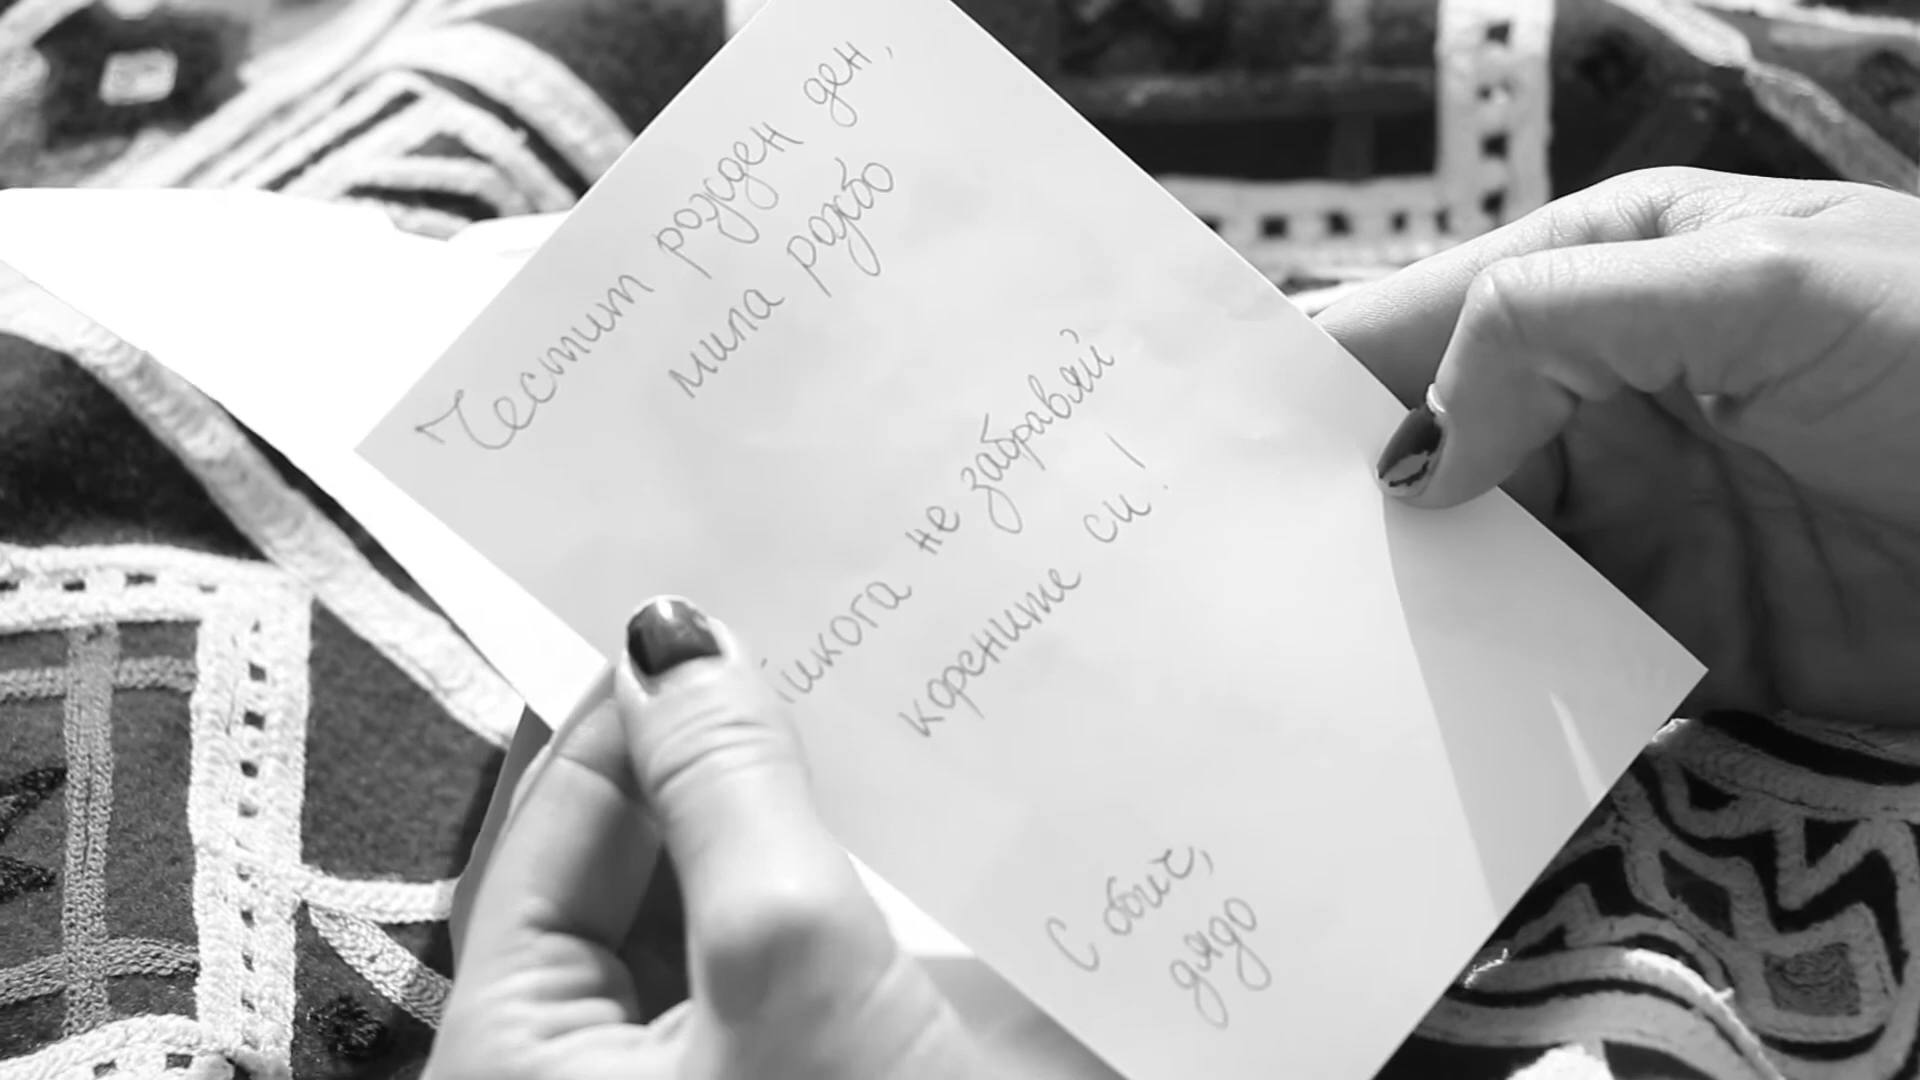 Честит рожден ден,
мила рожбо
Никога не забравяй
корените си!
С обич,
дядо